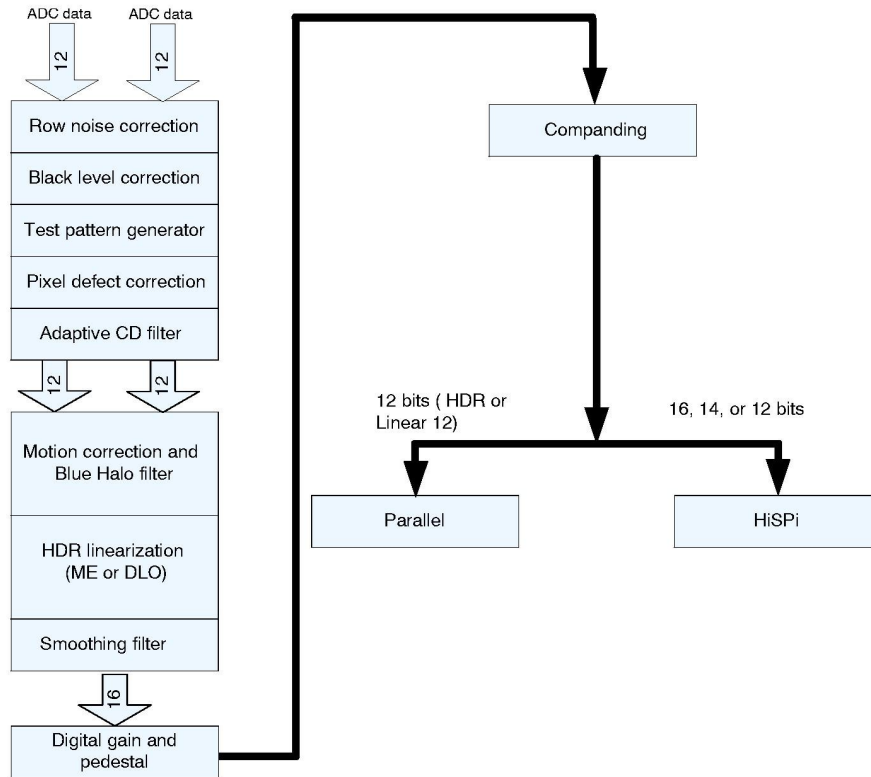 ADC data
ADC data
12
12
Row noise correction
Black level correction
Test pattern generator
Pixel defect correction
Adaptive CD filter
12
12
Motion correction and
Blue Halo filter
HDR linearization
(ME or DLO)
Smoothing filter
16
Digital gain and
pedestal
Companding
12 bits ( HDR or
Linear 12)
16, 14, or 12 bits
Parallel
HiSPi